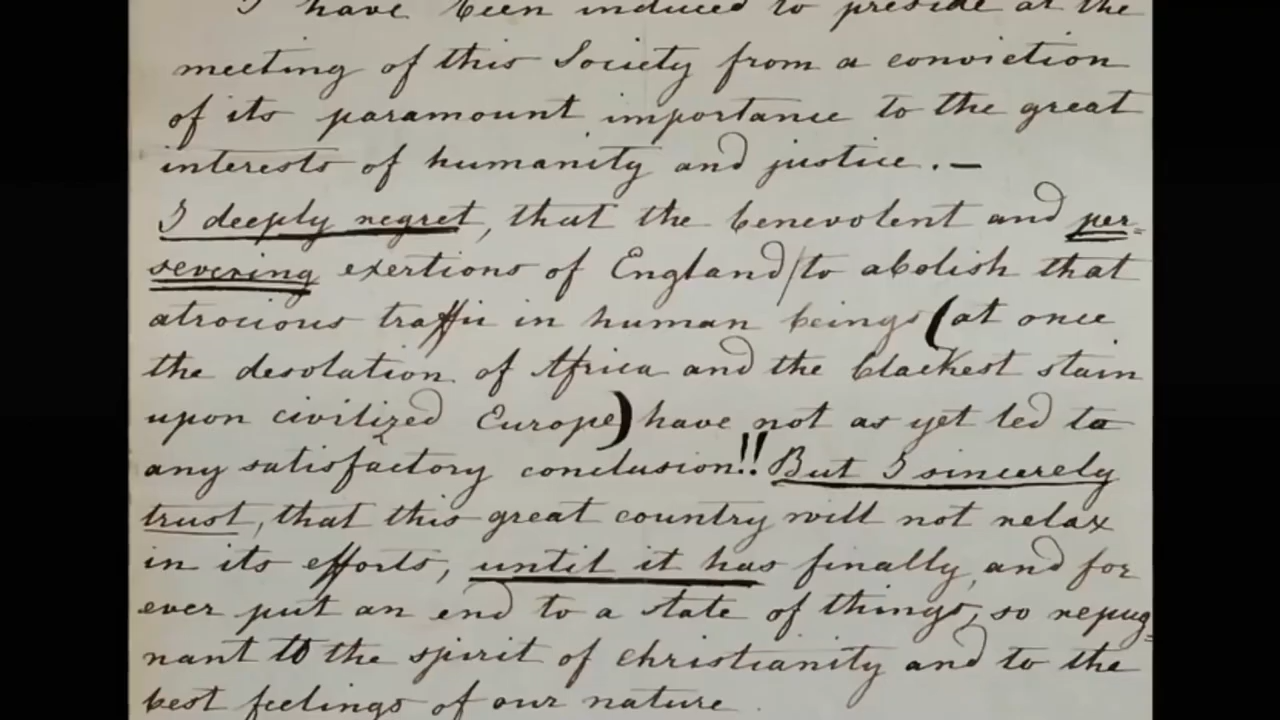 I have been induced to preside at the
meeting of this Society from a conviction
of its paramount importance to the great
interests of humanity and justice. —
I deeply regret, that the benevolent and per-
severing exertions of England/to abolish that
atrocious traffic in human beings (at once
the desolation of Africa and the blackest stain
upon civilized Europe) have not as yet led to
any satisfactory conclusion!! But I sincerely
trust, that this great country will not relax
in its efforts, until it has finally, and for
ever put an end to a state of things, so repug-
nant to the spirit of christianity and to the
best feelings of our nature.